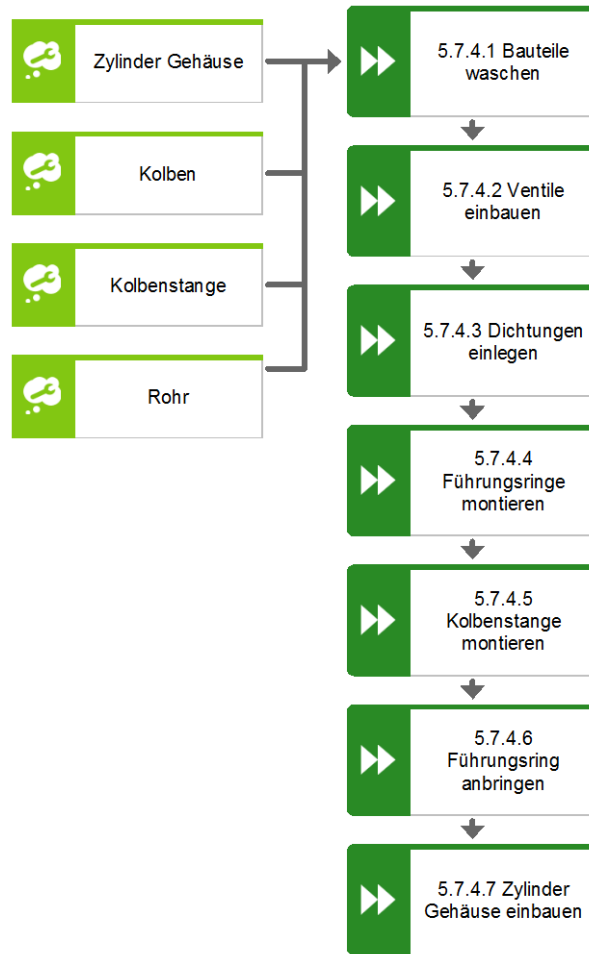 Zylinder Gehäuse
Kolben
Kolbenstange
Rohr
5.7.4.1 Bauteile
waschen
5.7.4.2 Ventile
einbauen
5.7.4.3 Dichtungen
einlegen
5.7.4.4
Führungsringe
montieren
5.7.4.5
Kolbenstange
montieren
5.7.4.6
Führungsring
anbringen
5.7.4.7 Zylinder
Gehäuse einbauen